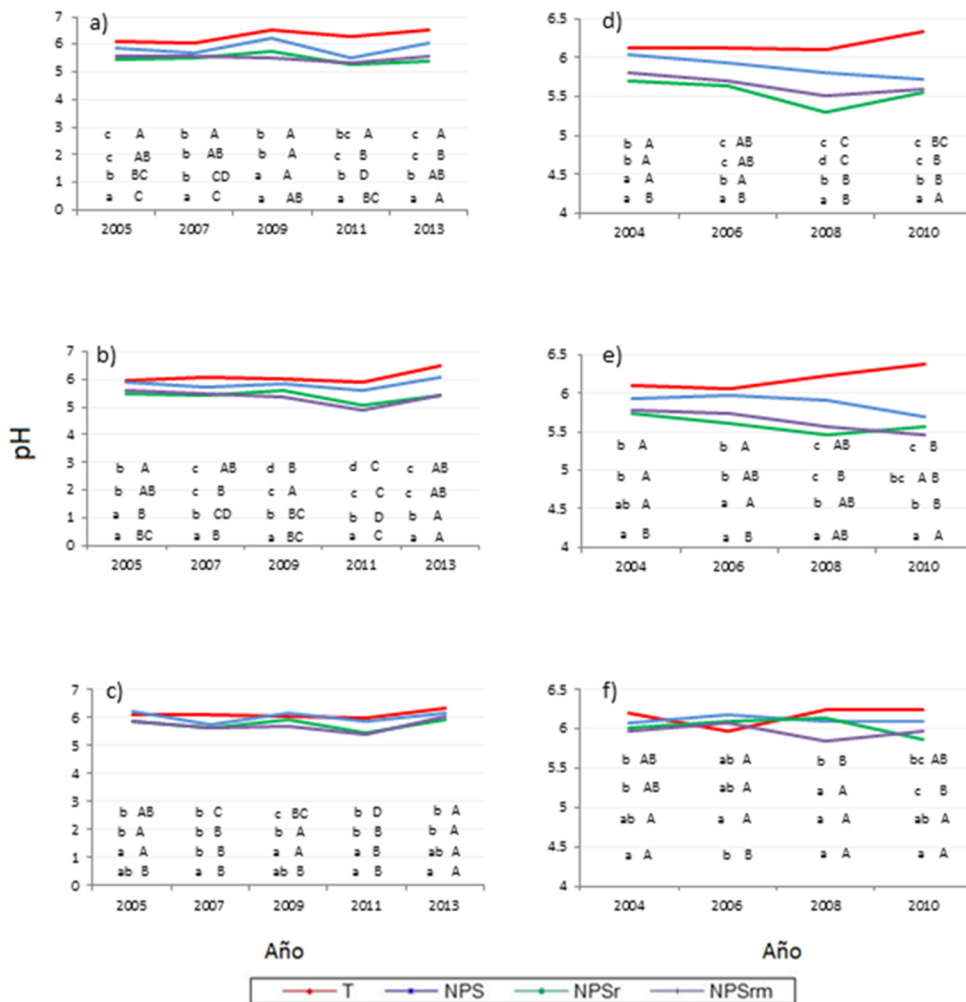 a)
7
6
5
4
3
2
1
0
c A b A b A bc A c A
c AB b AB b A c B c B
b BC b CD a A b D b AB
a C a C a AB a BC a A
2005 2007 2009 2011 2013
d)
6.5
6
5.5
5
4.5
4
b A c AB c C c BC
b A c AB d C c B
a A b A b B b B
a B a B a B a A
2004 2006 2008 2010
b)
7
6
5
4
3
2
1
0
b A c AB d B d C c AB
b AB c B c A c C c AB
a B b CD b BC b D b A
a BC a B a BC a C a A
2005 2007 2009 2011 2013
e)
6.5
6
5.5
5
4.5
4
b A b A c AB c B
b A b AB c B bc A B
ab A a A b AB b B
a B a B a AB a A
2004 2006 2008 2010
pH
c)
7
6
5
4
3
2
1
0
b AB b C c BC b D b A
b A b B b A b B b A
a A b B a A a B ab A
ab B a B ab B a B a A
2005 2007 2009 2011 2013
f)
6.5
6
5.5
5
4.5
4
b AB ab A b B bc AB
b AB ab A a A c B
ab A a A a A ab A
a A b B a A a A
2004 2006 2008 2010
Año Año
T NPS NPSr NPSrm